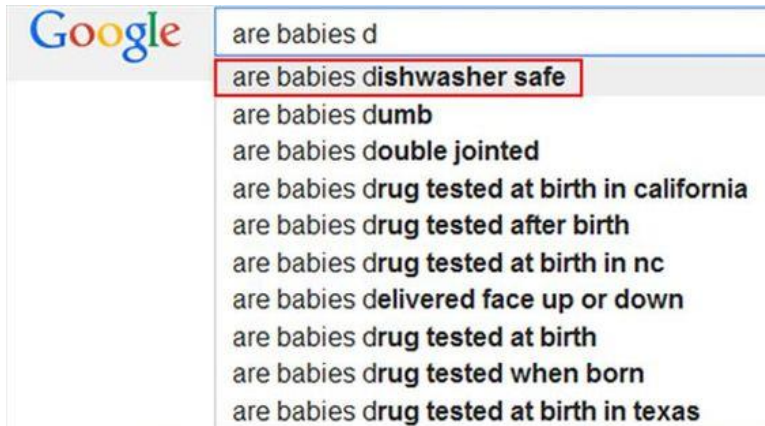 Google
are babies d
are babies dishwasher safe
are babies dumb
are babies double jointed
are babies drug tested at birth in california
are babies drug tested after birth
are babies drug tested at birth in nc
are babies delivered face up or down
are babies drug tested at birth
are babies drug tested when born
are babies drug tested at birth in texas